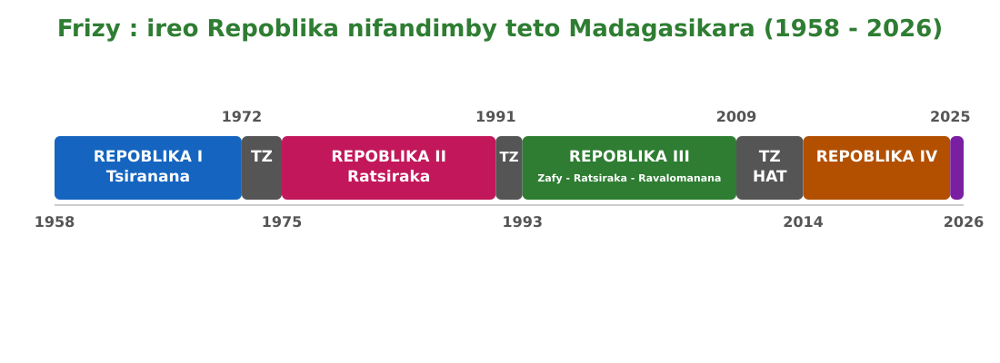 Frizy : ireo Repoblika nifandimby teto Madagasikara (1958 - 2026)
1972 1991 2009 2025
REPOBLIKA I TZ REPOBLIKA II TZ REPOBLIKA III TZ REPOBLIKA IV
Tsiranana Ratsiraka Zafy - Ratsiraka - Ravalomanana HAT
1958 1975 1993 2014 2026